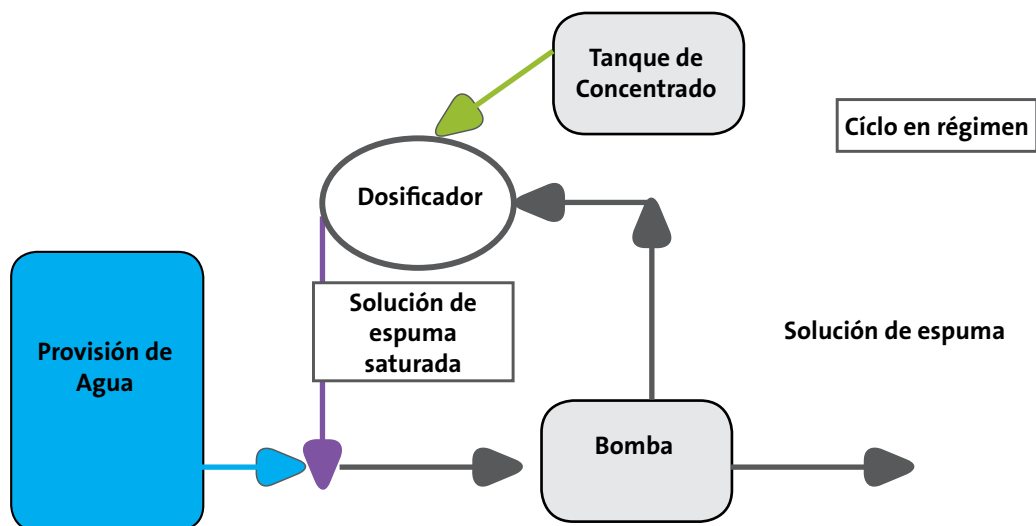 Tanque de
Concentrado
Cíclo en régimen
Dosificador
Solución de
espuma
saturada
Provisión de
Agua
Solución de espuma
Bomba